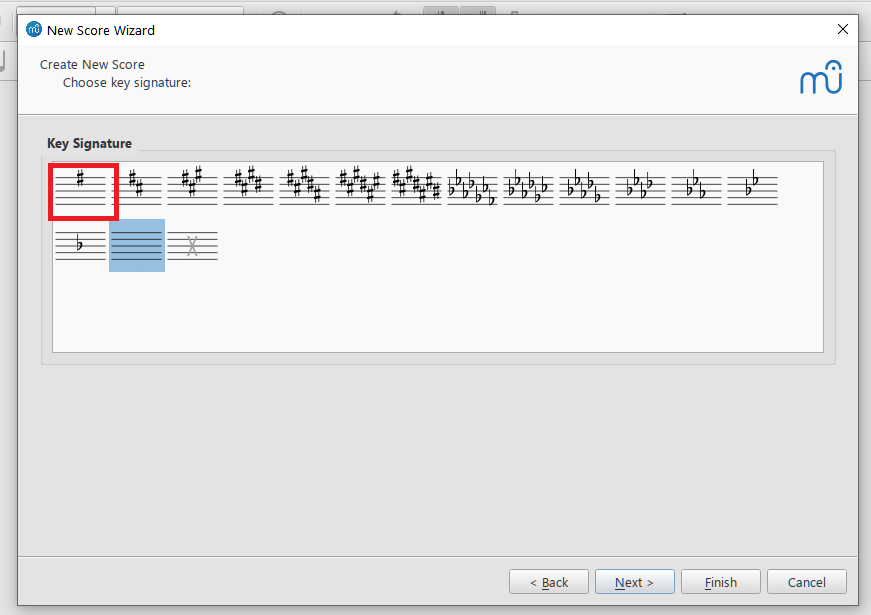 New Score Wizard
Create New Score
Choose key signature:
Key Signature
< Back Next > Finish Cancel